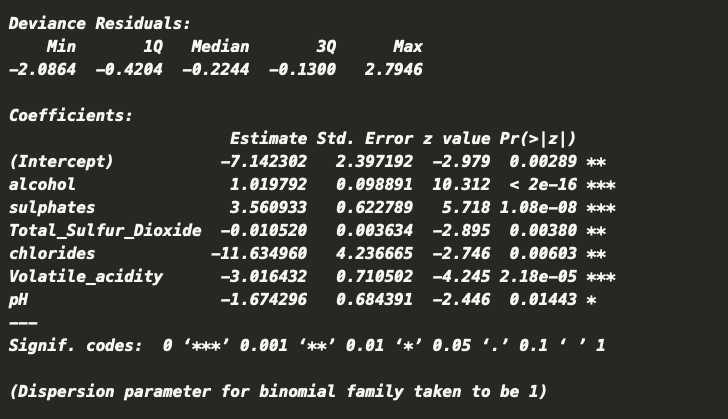 Deviance Residuals:
    Min       1Q   Median       3Q      Max
-2.0864  -0.4204  -0.2244  -0.1300   2.7946

Coefficients:
                       Estimate Std. Error z value Pr(>|z|)
(Intercept)           -7.142302   2.397192  -2.979  0.00289 **
alcohol                1.019792   0.098891  10.312  < 2e-16 ***
sulphates              3.560933   0.622789   5.718 1.08e-08 ***
Total_Sulfur_Dioxide  -0.010520   0.003634  -2.895  0.00380 **
chlorides            -11.634960   4.236665  -2.746  0.00603 **
Volatile_acidity      -3.016432   0.710502  -4.245 2.18e-05 ***
pH                    -1.674296   0.684391  -2.446  0.01443 *
---
Signif. codes:  0 ‘***’ 0.001 ‘**’ 0.01 ‘*’ 0.05 ‘.’ 0.1 ‘ ’ 1

(Dispersion parameter for binomial family taken to be 1)